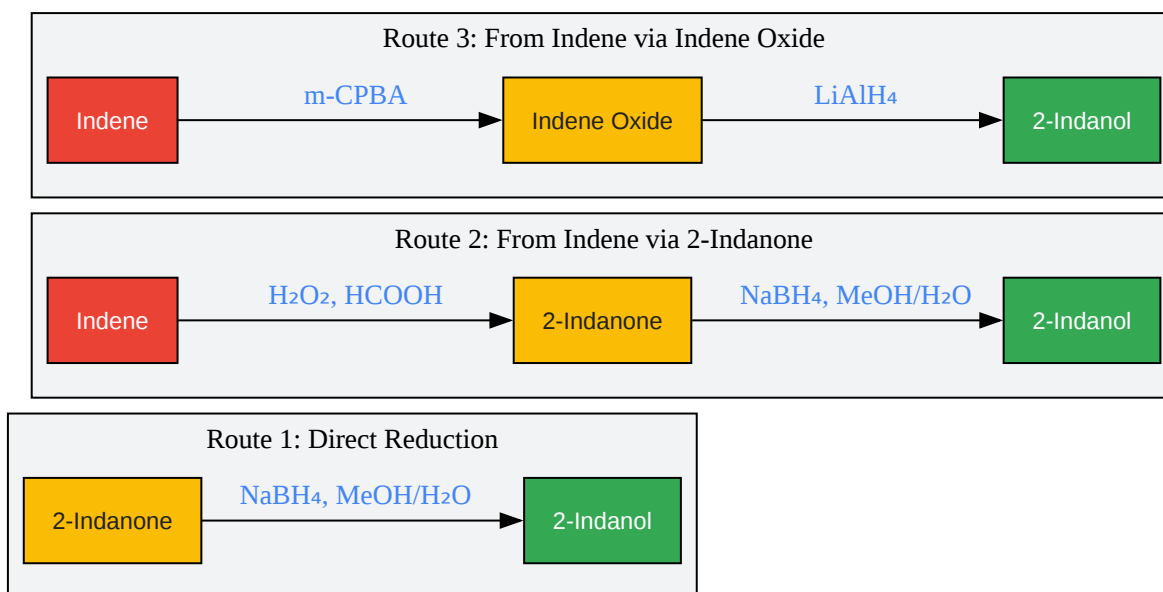 Route 3: From Indene via Indene Oxide
Indene
m-CPBA
Indene Oxide
LiAlH₄
2-Indanol
Route 2: From Indene via 2-Indanone
Indene
H₂O₂, HCOOH
2-Indanone
NaBH₄, MeOH/H₂O
2-Indanol
Route 1: Direct Reduction
2-Indanone
NaBH₄, MeOH/H₂O
2-Indanol